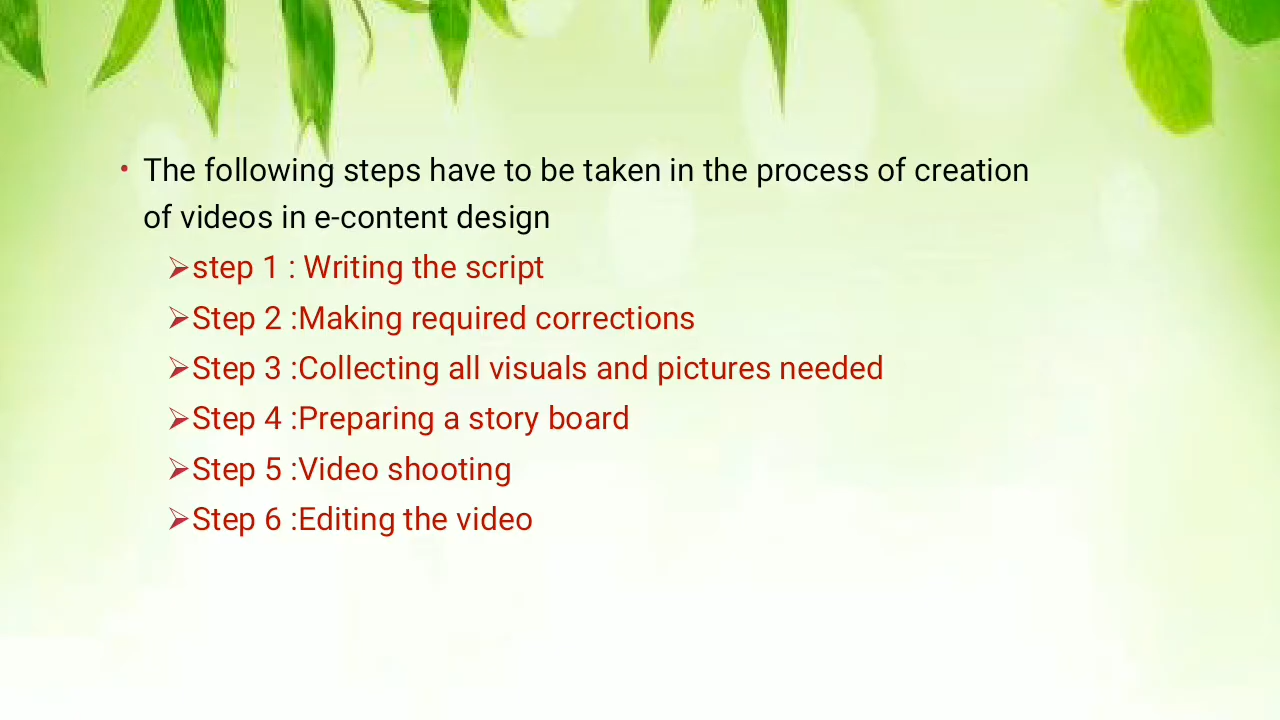 • The following steps have to be taken in the process of creation
of videos in e-content design
➢step 1 : Writing the script
➢Step 2 :Making required corrections
➢Step 3 :Collecting all visuals and pictures needed
➢Step 4 :Preparing a story board
➢Step 5 :Video shooting
➢Step 6 :Editing the video